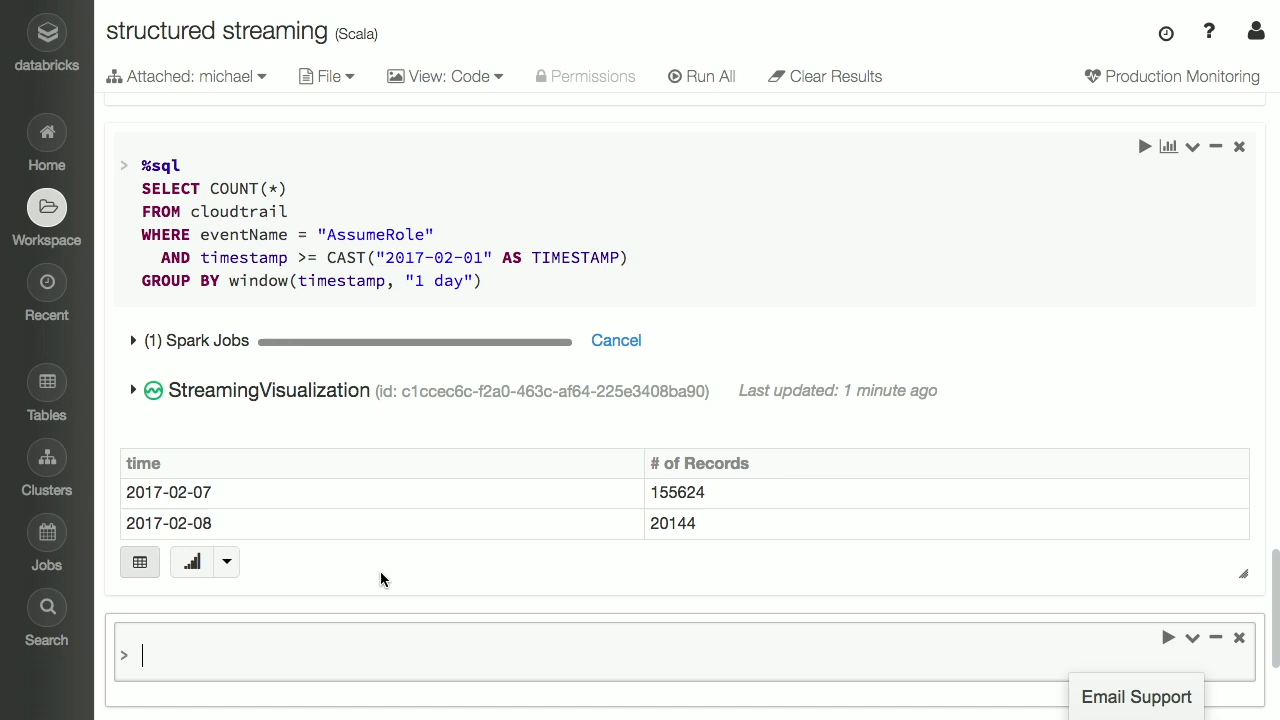 structured streaming (Scala)
?
databricks
Attached: michael
File
View: Code
Permissions
Run All
Clear Results
Production Monitoring
Home
Workspace
Recent
Tables
Clusters
Jobs
Search
> %sql
SELECT COUNT(*)
FROM cloudtrail
WHERE eventName = "AssumeRole"
AND timestamp >= CAST("2017-02-01" AS TIMESTAMP)
GROUP BY window(timestamp, "1 day")
(1) Spark Jobs Cancel
StreamingVisualization (id: c1ccec6c-f2a0-463c-af64-225e3408ba90) Last updated: 1 minute ago
time # of Records
2017-02-07 155624
2017-02-08 20144
>
Email Support